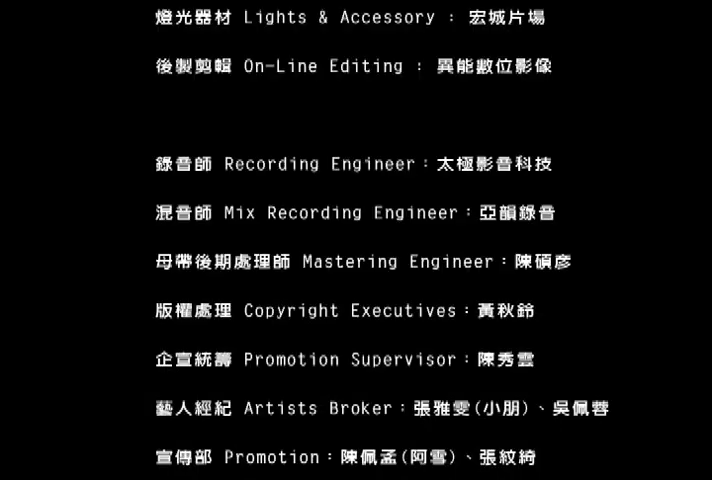 燈光器材 Lights & Accessory : 宏城片場
後製剪輯 On-Line Editing : 異能數位影像
錄音師 Recording Engineer：太極影音科技
混音師 Mix Recording Engineer：亞韻錄音
母帶後期處理師 Mastering Engineer：陳碩彦
版權處理 Copyright Executives：黃秋鈴
企宣統籌 Promotion Supervisor：陳秀雲
藝人經紀 Artists Broker：張雅雯(小朋)、吳佩蓉
宣傳部 Promotion：陳佩孟(阿雪)、張紋綺